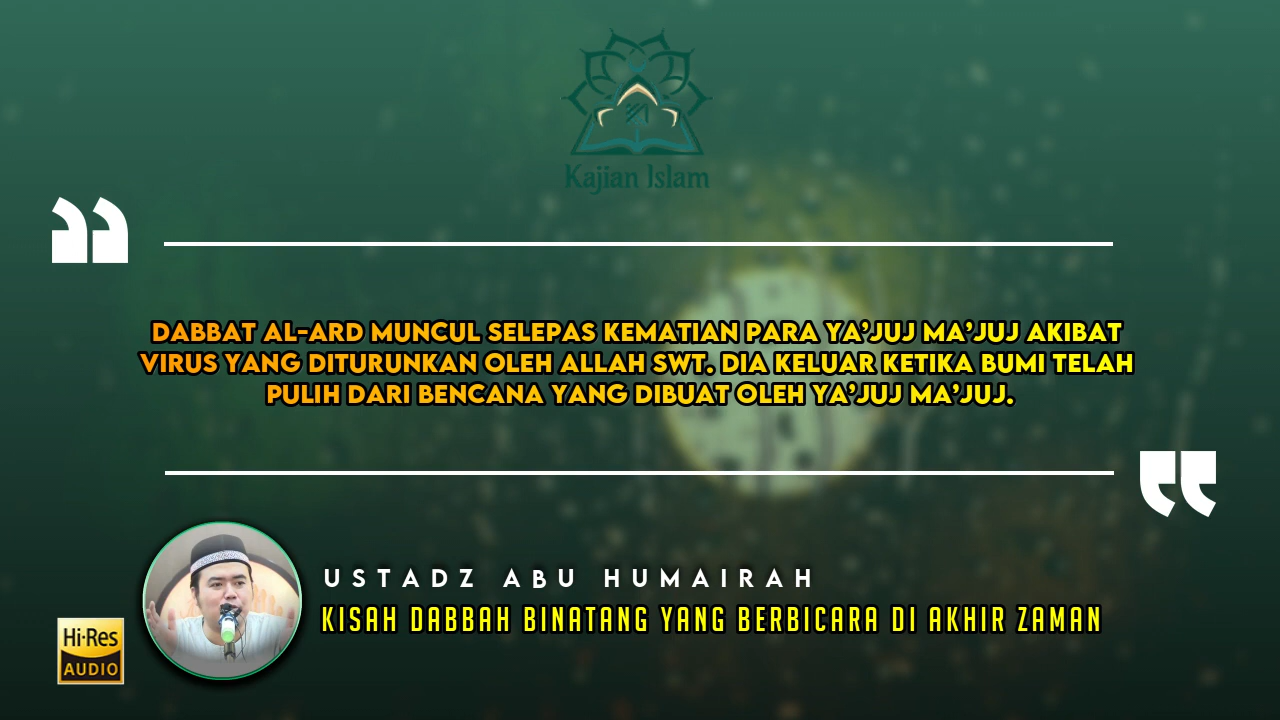 Kajian Islam
DABBAT AL-ARD MUNCUL SELEPAS KEMATIAN PARA YA'JUJ MA'JUJ AKIBAT
VIRUS YANG DITURUNKAN OLEH ALLAH SWT. DIA KELUAR KETIKA BUMI TELAH
PULIH DARI BENCANA YANG DIBUAT OLEH YA'JUJ MA'JUJ.
USTADZ ABU HUMAIRAH
KISAH DABBAH BINATANG YANG BERBICARA DI AKHIR ZAMAN
Hi-Res
AUDIO